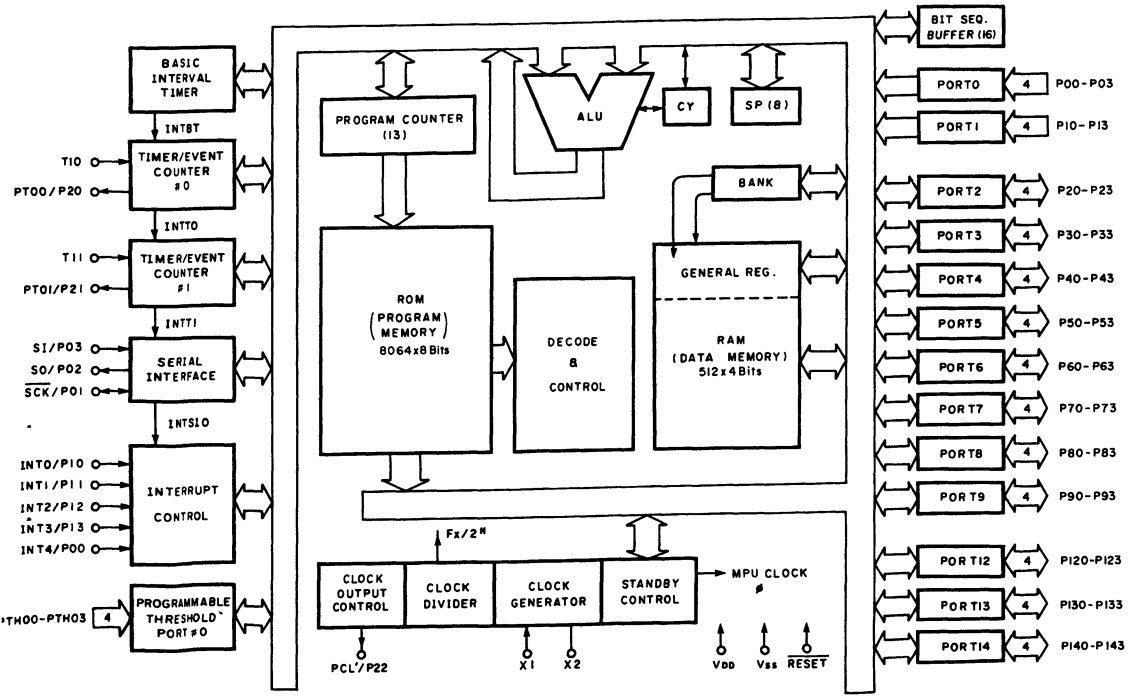 BASIC
INTERVAL
TIMER
INTBT
TI0
PTO0/P20
TIMER/EVENT
COUNTER
#0
INTT0
TI1
PTO1/P21
TIMER/EVENT
COUNTER
#1
INTT1
SI/P03
SO/P02
SCK/P01
SERIAL
INTERFACE
INTSIO
INT0/P10
INT1/P11
INT2/P12
INT3/P13
INT4/P00
INTERRUPT
CONTROL
PTH00-PTH03
4
PROGRAMMABLE
THRESHOLD
PORT #0
PROGRAM COUNTER
(13)
ALU
CY
SP (8)
BANK
ROM
(PROGRAM
MEMORY)
8064x8 Bits
DECODE
&
CONTROL
GENERAL REG.
RAM
(DATA MEMORY)
512x4 Bits
Fx/2ᴺ
CLOCK
OUTPUT
CONTROL
CLOCK
DIVIDER
CLOCK
GENERATOR
STANDBY
CONTROL
MPU CLOCK
φ
PCL/P22
X1
X2
VDD
VSS
RESET
BIT SEQ.
BUFFER (16)
PORT0 4 P00-P03
PORT1 4 P10-P13
PORT2 4 P20-P23
PORT3 4 P30-P33
PORT4 4 P40-P43
PORT5 4 P50-P53
PORT6 4 P60-P63
PORT7 4 P70-P73
PORT8 4 P80-P83
PORT9 4 P90-P93
PORT12 4 P120-P123
PORT13 4 P130-P133
PORT14 4 P140-P143